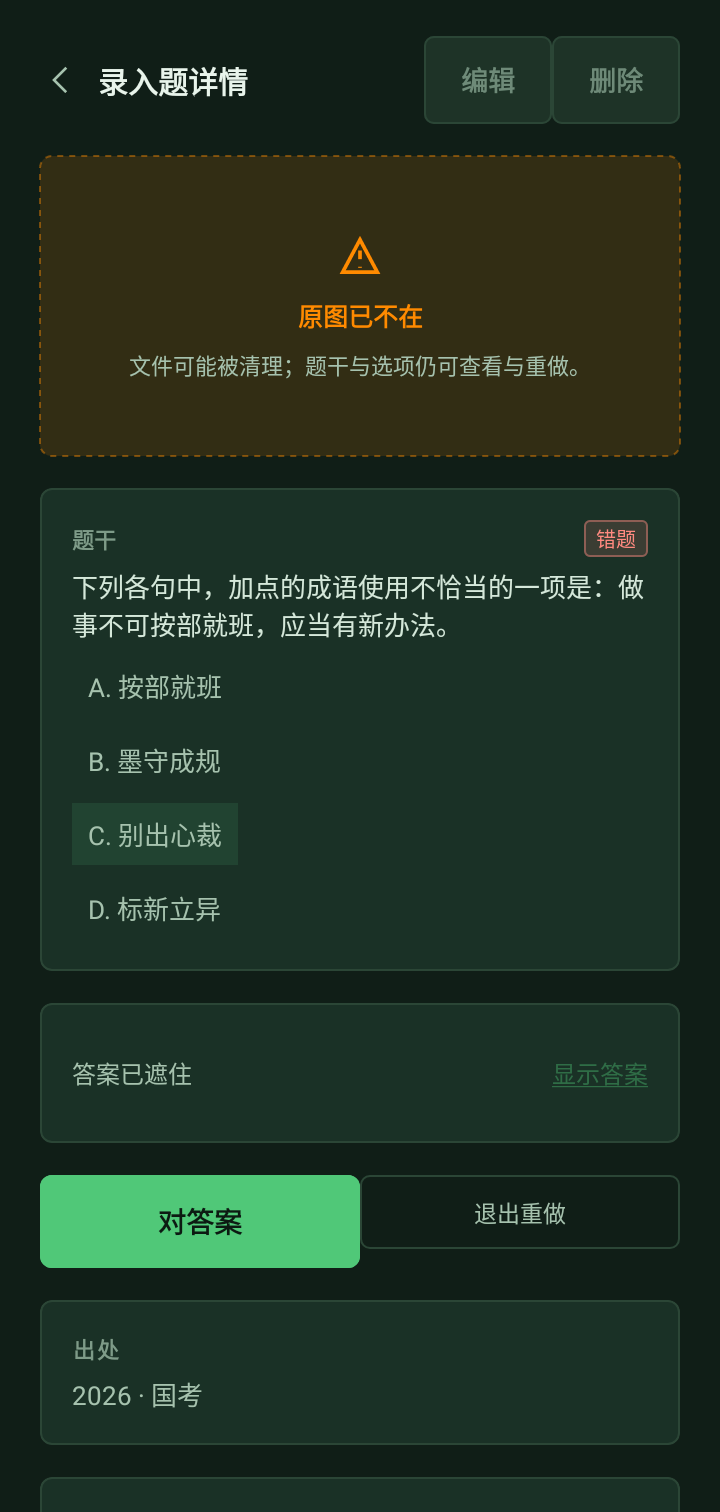 录入题详情
编辑
删除
原图已不在
文件可能被清理；题干与选项仍可查看与重做。
题干
错题
下列各句中，加点的成语使用不恰当的一项是：做
事不可按部就班，应当有新办法。
A. 按部就班
B. 墨守成规
C. 别出心裁
D. 标新立异
答案已遮住
显示答案
对答案
退出重做
出处
2026 · 国考